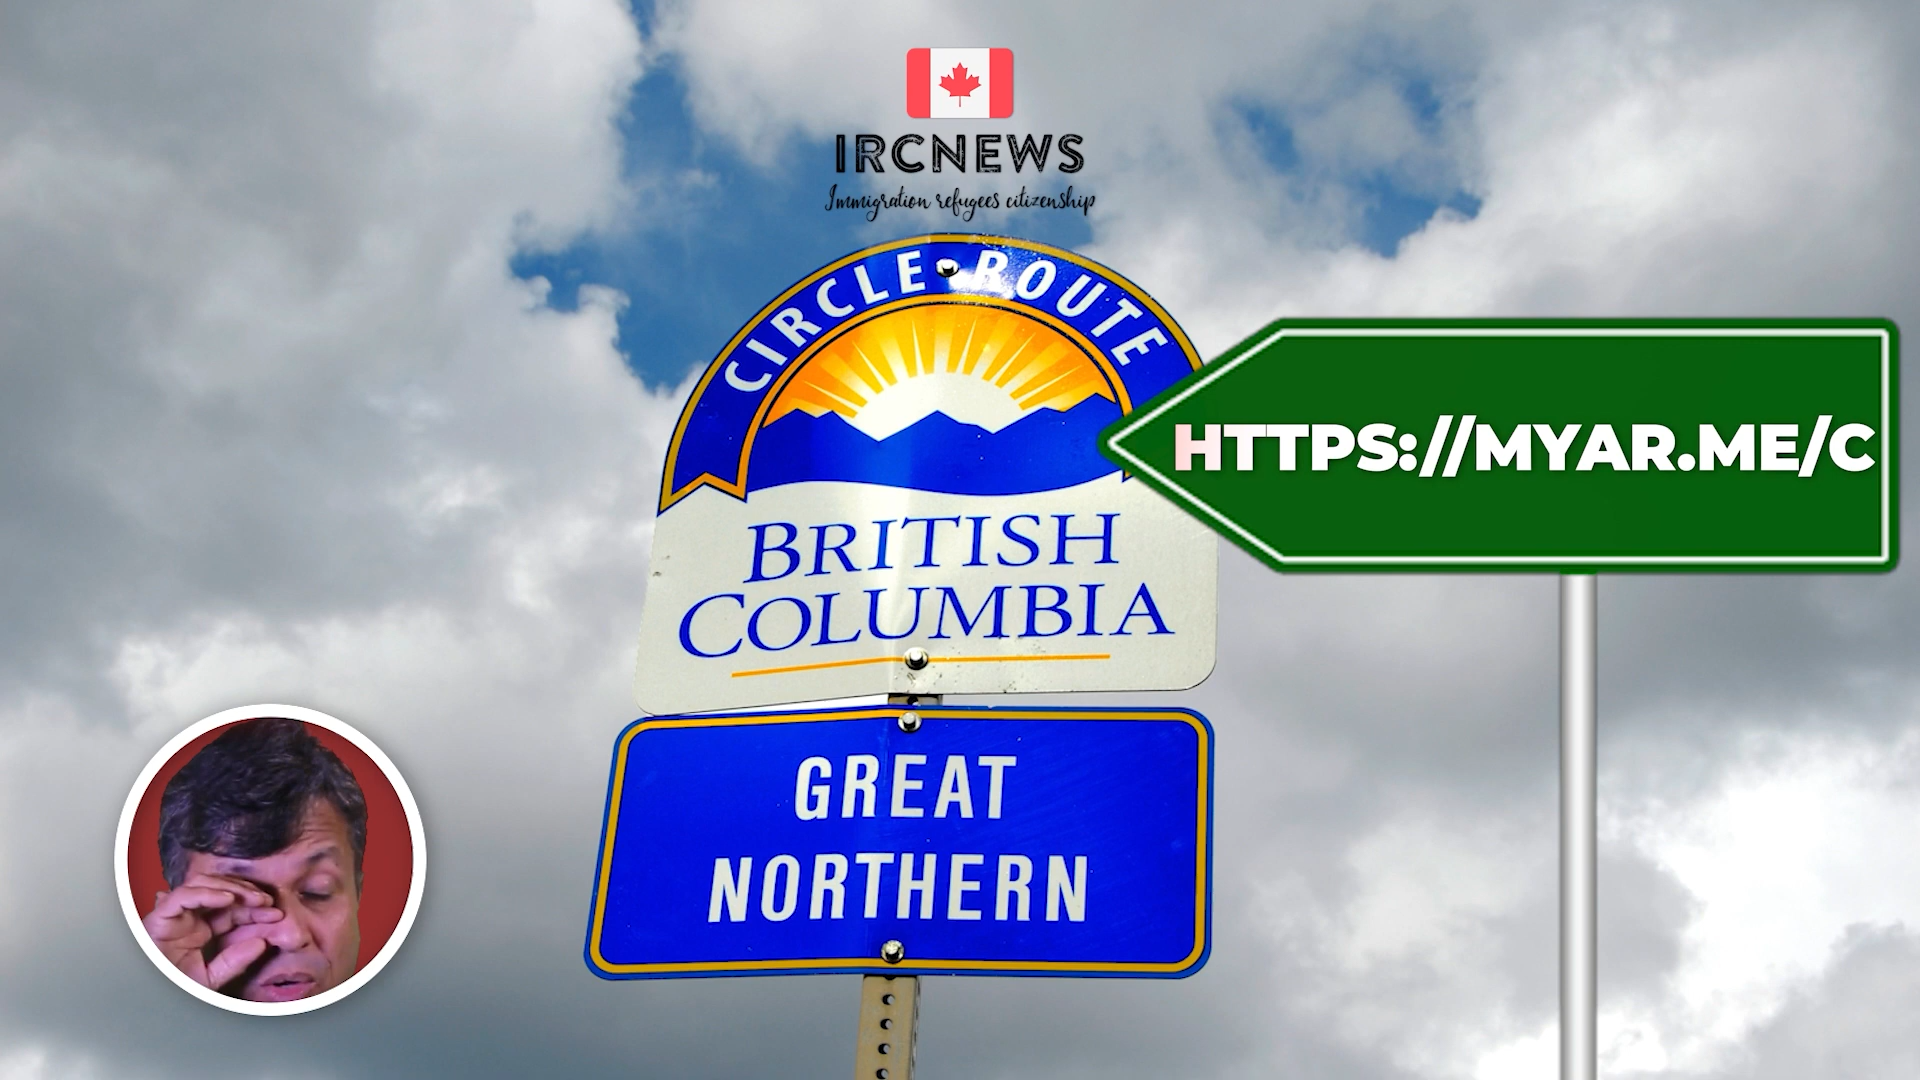 IRCNEWS
Immigration refugees citizenship
CIRCLE ROUTE
HTTPS://MYAR.ME/C
BRITISH
COLUMBIA
GREAT
NORTHERN